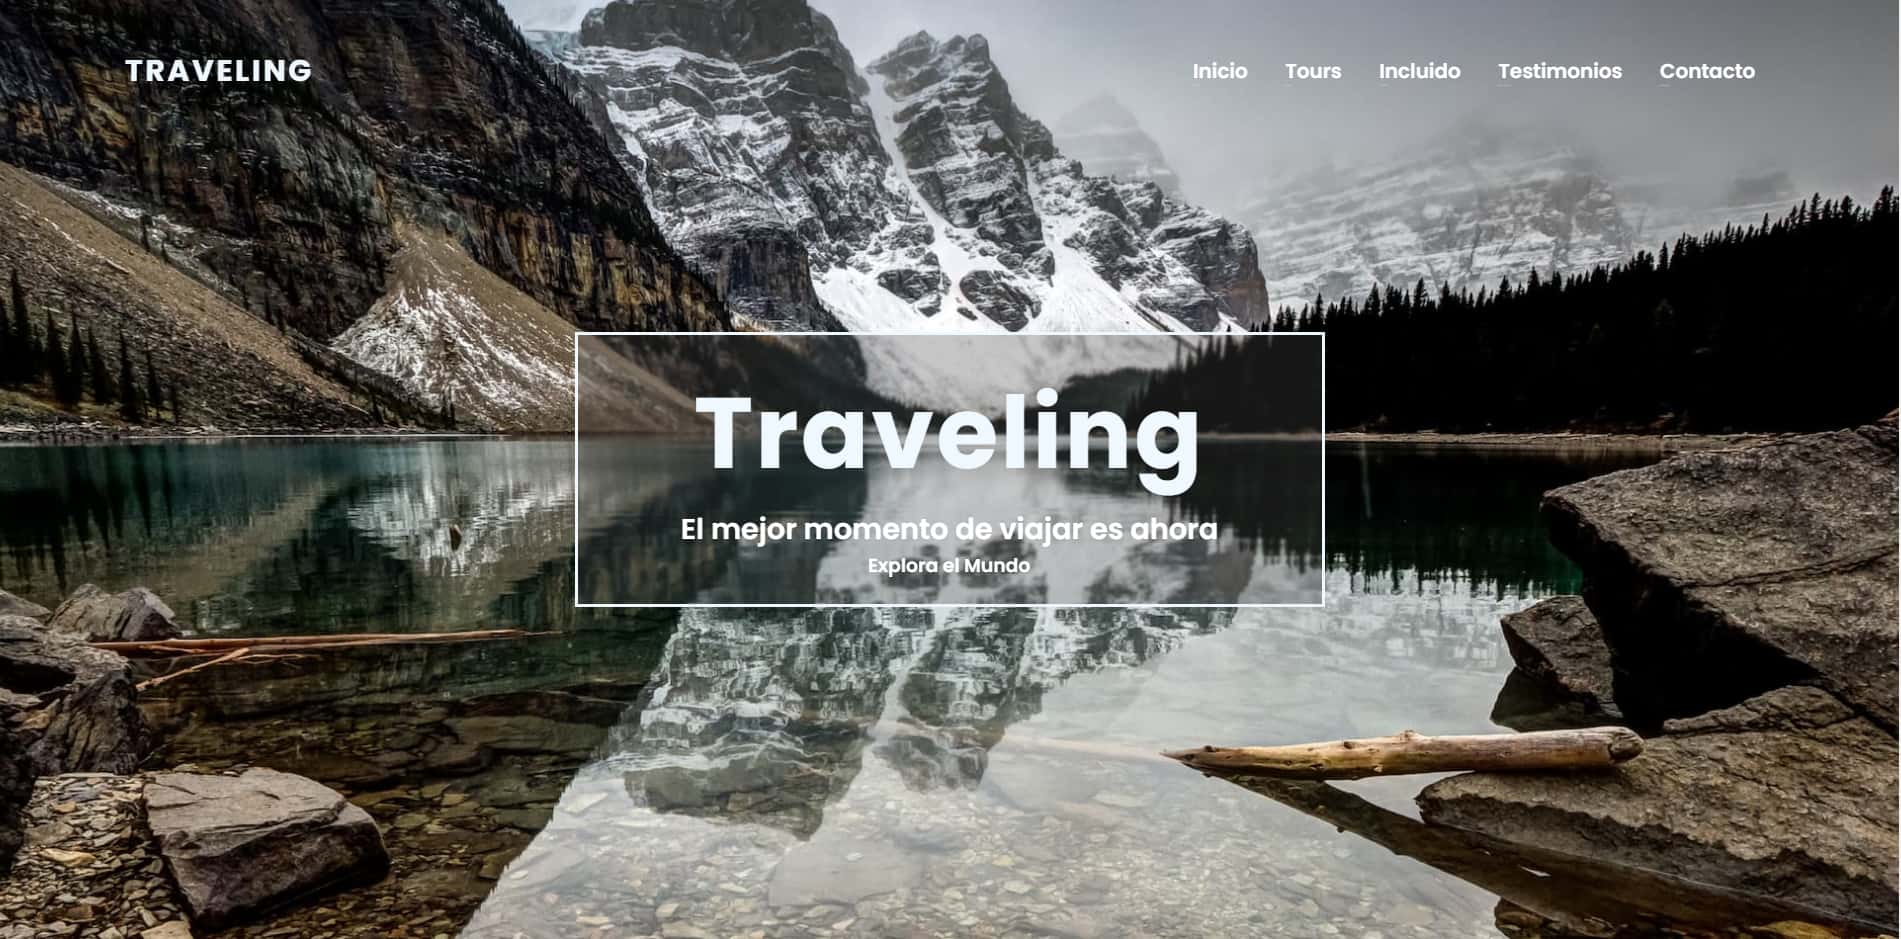 TRAVELING
Inicio Tours Incluido Testimonios Contacto
Traveling
El mejor momento de viajar es ahora
Explora el Mundo